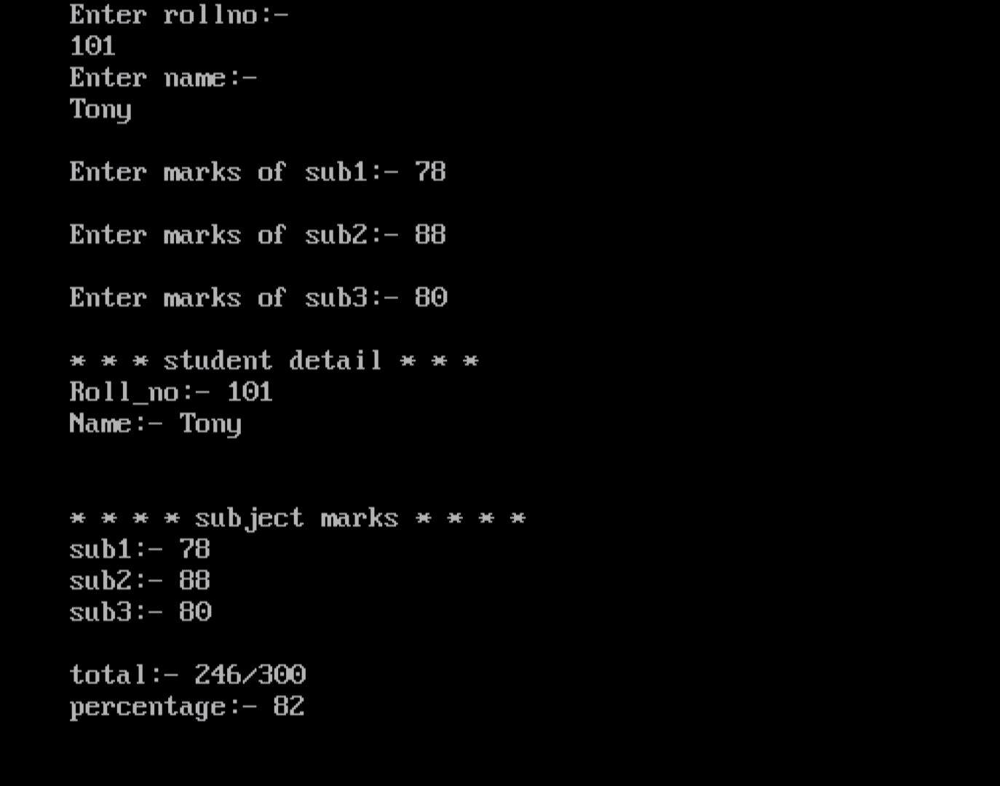 Enter rollno:-
101
Enter name:-
Tony
Enter marks of sub1:- 78
Enter marks of sub2:- 88
Enter marks of sub3:- 80
* * * student detail * * *
Roll_no:- 101
Name:- Tony
* * * * subject marks * * * *
sub1:- 78
sub2:- 88
sub3:- 80
total:- 246/300
percentage:- 82